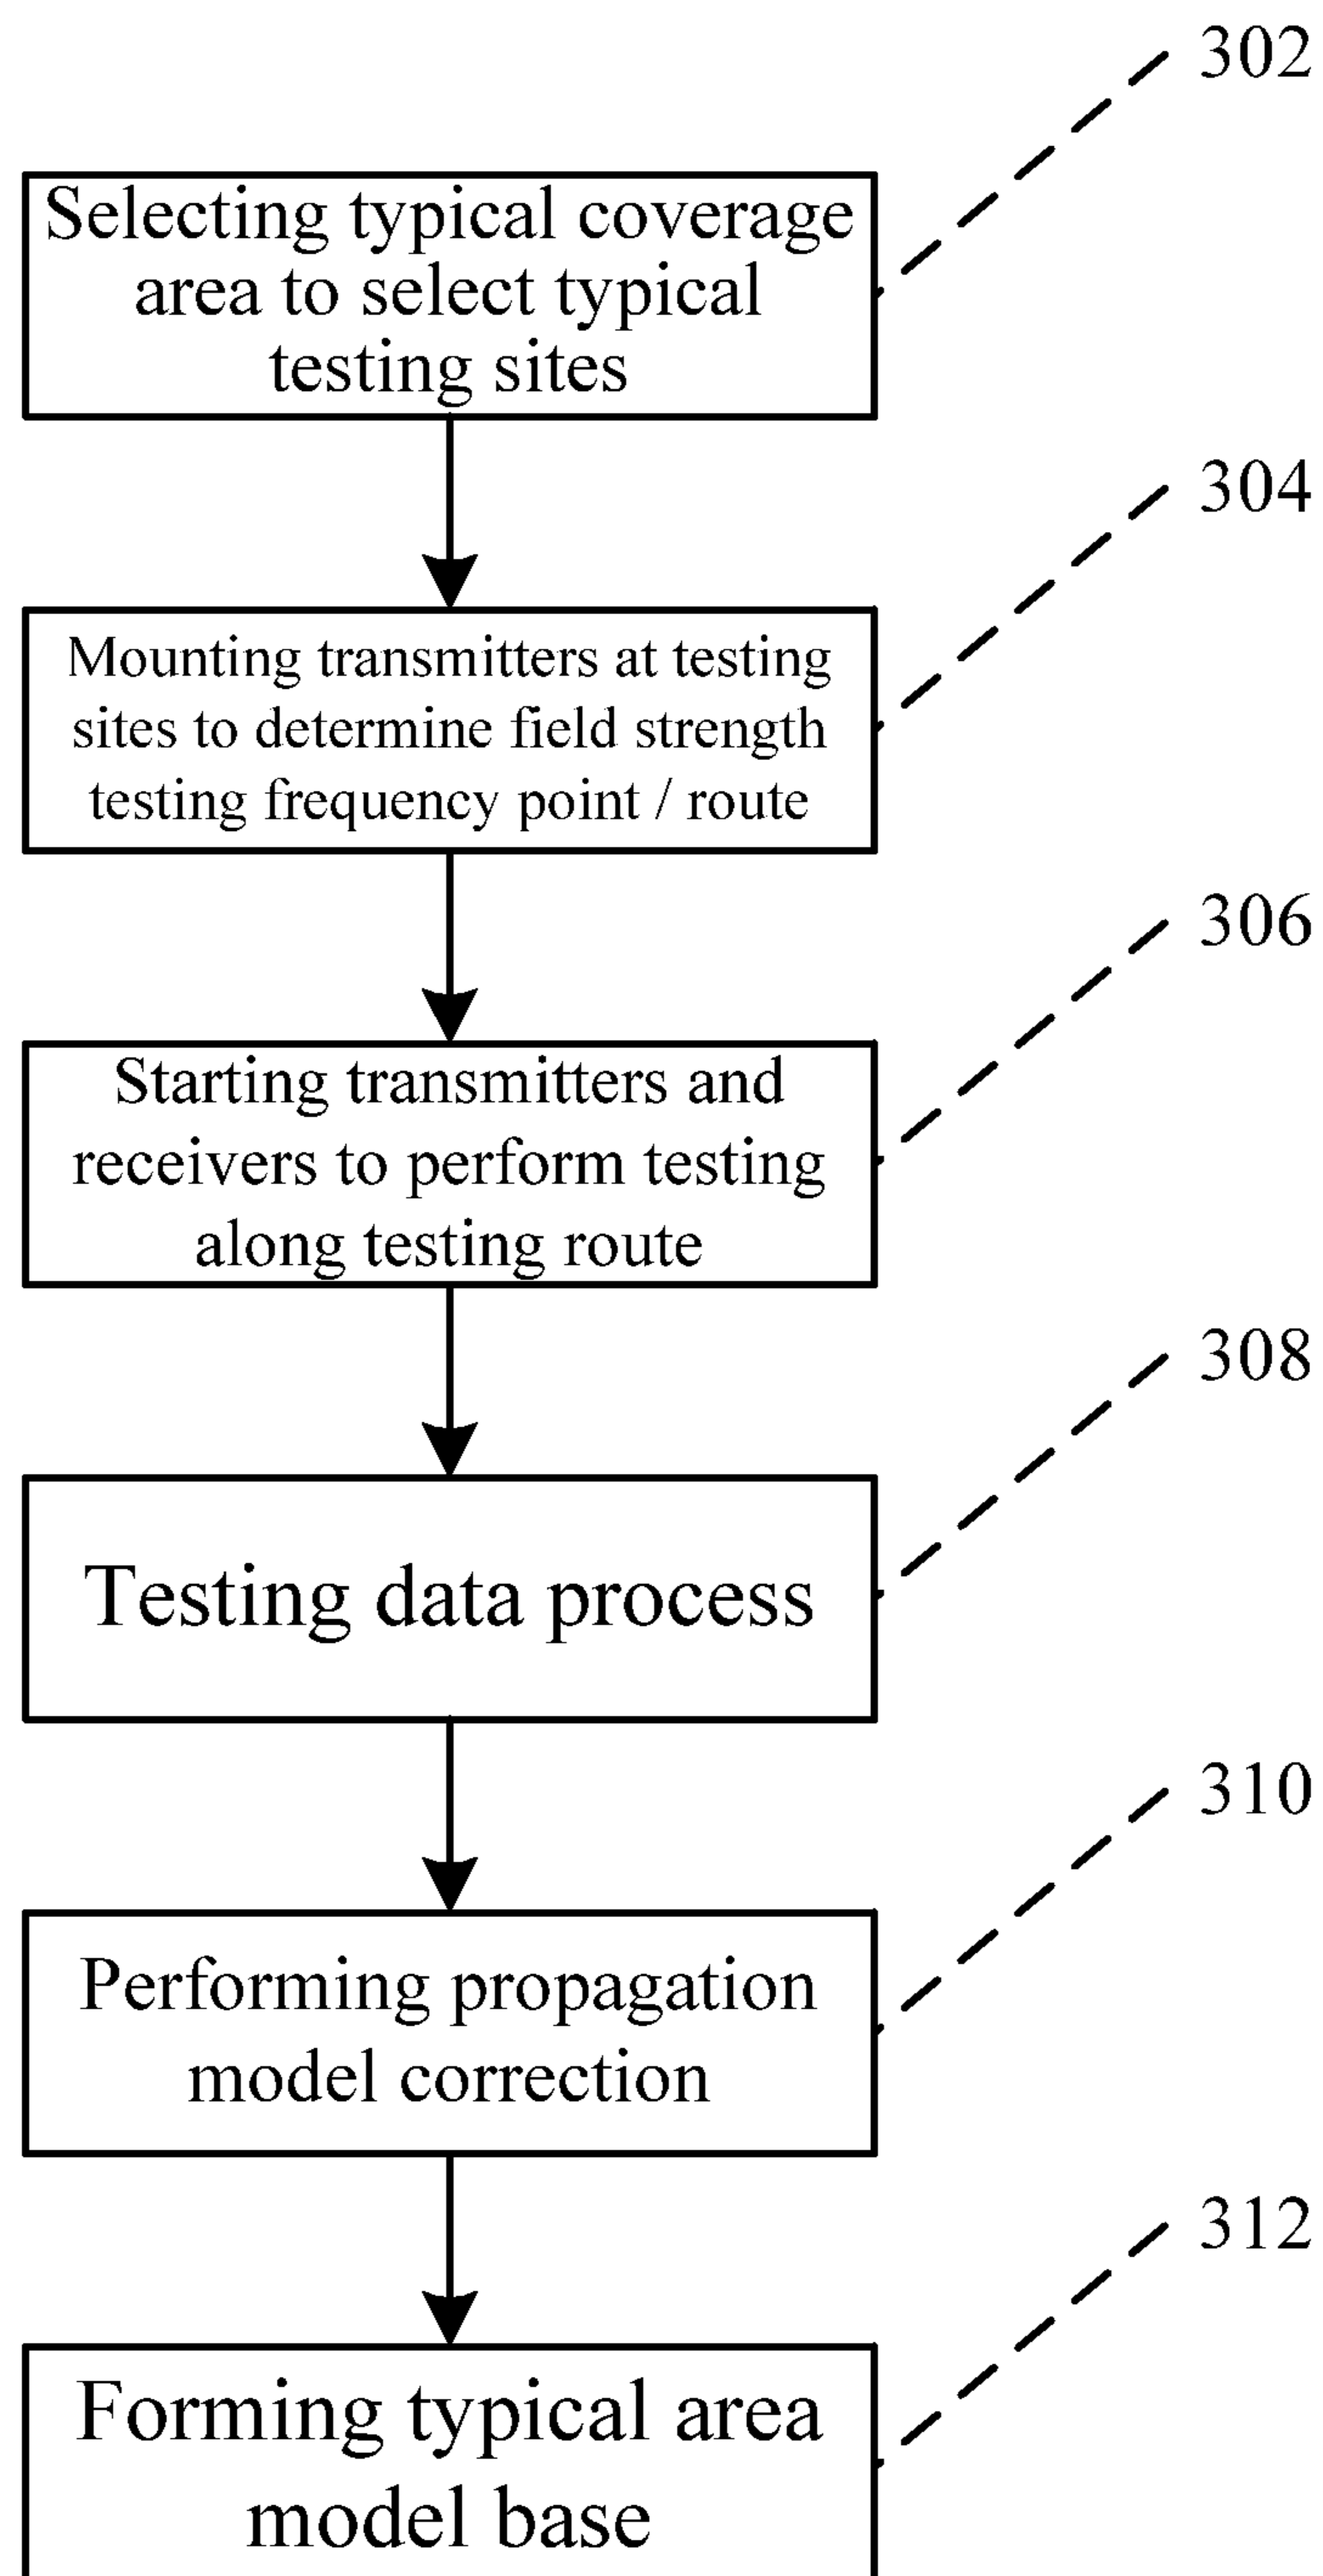 302
Selecting typical coverage
area to select typical
testing sites
304
Mounting transmitters at testing
sites to determine field strength
testing frequency point / route
306
Starting transmitters and
receivers to perform testing
along testing route
308
Testing data process
310
Performing propagation
model correction
312
Forming typical area
model base